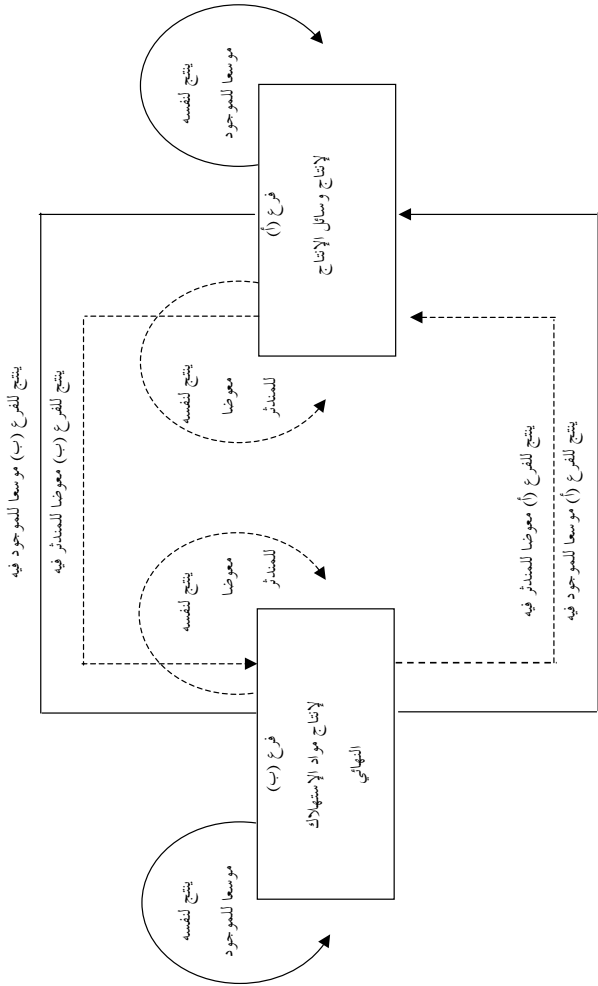 ينتج للفرع (ب) موسعا للموجود فيه
ينتج للفرع (ب) معوضا للمندثر فيه
ينتج لنفسه
موسعا للموجود
ينتج لنفسه
معوضا
للمندثر
ينتج لنفسه
معوضا
للمندثر
ينتج لنفسه
موسعا للموجود
فرع (أ)
لإنتاج وسائل الإنتاج
فرع (ب)
لإنتاج مواد الإستهلاك
النهائي
ينتج للفرع (أ) معوضا للمندثر فيه
ينتج للفرع (أ) موسعا للموجود فيه